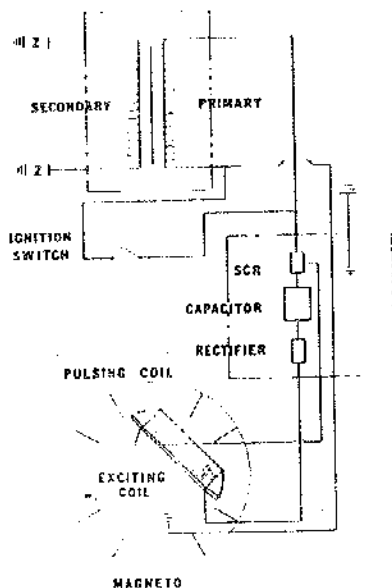 SECONDARY PRIMARY
IGNITION
SWITCH
SCR
CAPACITOR
RECTIFIER
PULSING COIL
EXCITING
COIL
MAGNETO